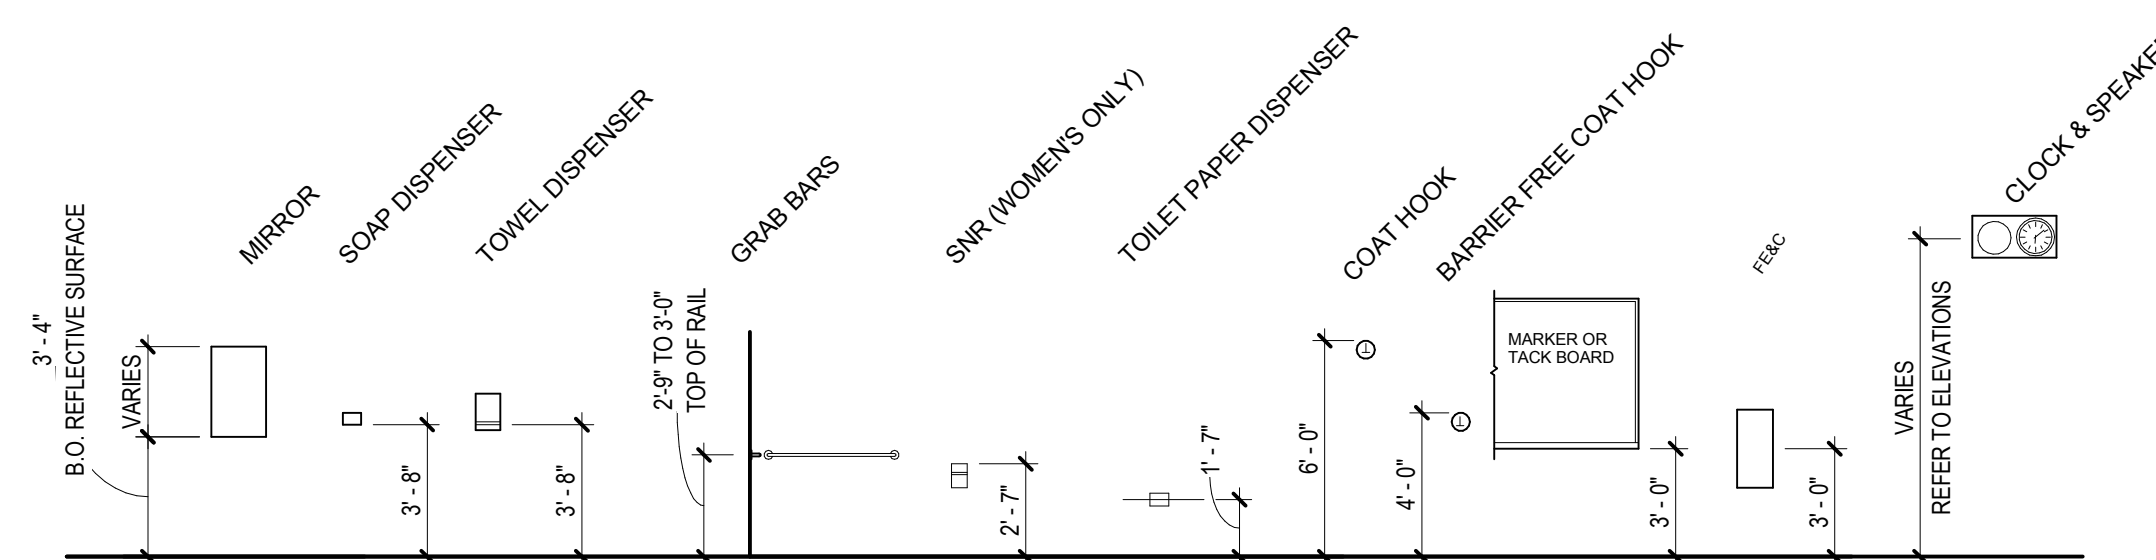 MIRROR
SOAP DISPENSER
TOWEL DISPENSER
GRAB BARS
SNR (WOMEN'S ONLY)
TOILET PAPER DISPENSER
COAT HOOK
BARRIER FREE COAT HOOK
FE&C
CLOCK & SPEAKER
3' - 4"
B.O. REFLECTIVE SURFACE
VARIES
3' - 8"
3' - 8"
2'-9" TO 3'-0"
TOP OF RAIL
2' - 7"
1' - 7"
6' - 0"
4' - 0"
MARKER OR
TACK BOARD
3' - 0"
3' - 0"
VARIES
REFER TO ELEVATIONS